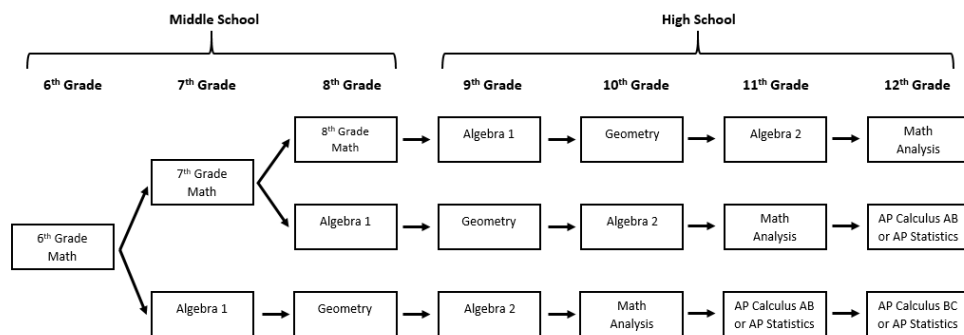 Middle School
High School
6th Grade
7th Grade
8th Grade
9th Grade
10th Grade
11th Grade
12th Grade
8th Grade
Math
Algebra 1
Geometry
Algebra 2
Math
Analysis
7th Grade
Math
Algebra 1
Geometry
Algebra 2
Math
Analysis
AP Calculus AB
or AP Statistics
6th Grade
Math
Algebra 1
Geometry
Algebra 2
Math
Analysis
AP Calculus AB
or AP Statistics
AP Calculus BC
or AP Statistics